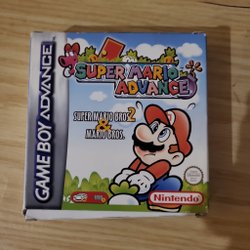 GAME BOY ADVANCE
SUPER MARIO
ADVANCE
SUPER MARIO BROS 2
&
MARIO BROS.
Nintendo